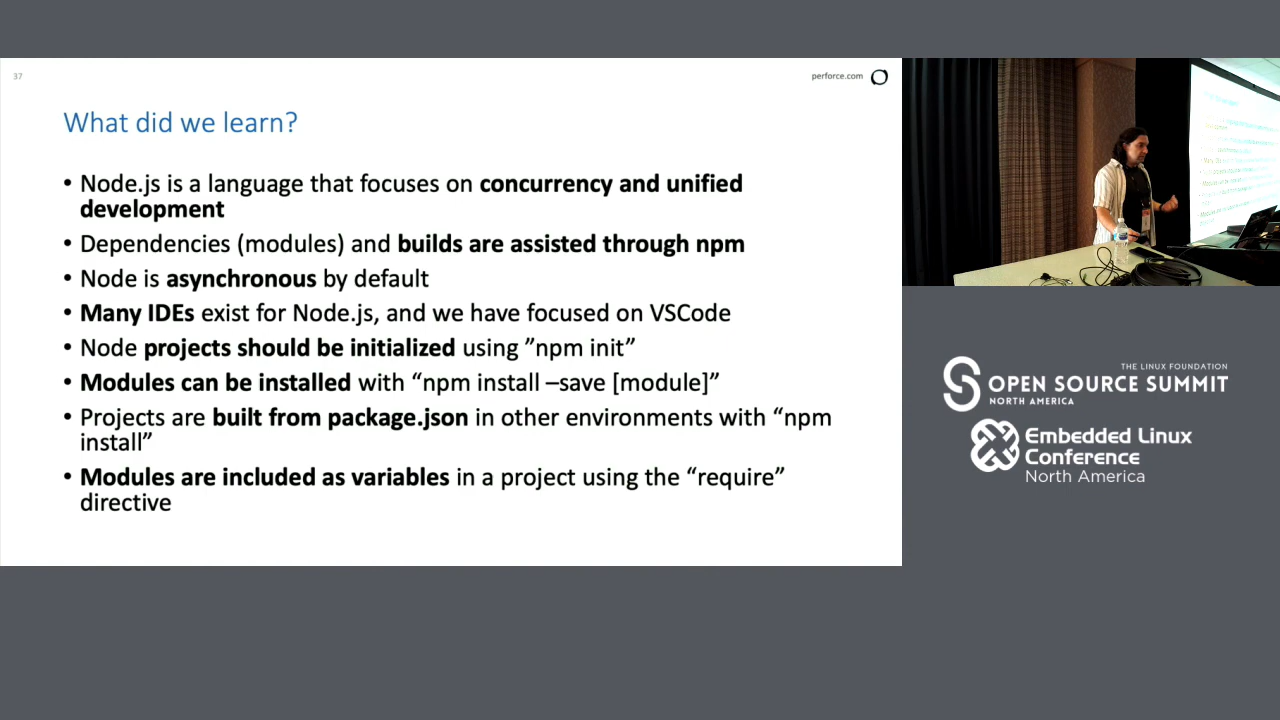 37
perforce.com
What did we learn?
• Node.js is a language that focuses on concurrency and unified
development
• Dependencies (modules) and builds are assisted through npm
• Node is asynchronous by default
• Many IDEs exist for Node.js, and we have focused on VSCode
• Node projects should be initialized using ”npm init”
• Modules can be installed with “npm install –save [module]”
• Projects are built from package.json in other environments with “npm
install”
• Modules are included as variables in a project using the “require”
directive
THE LINUX FOUNDATION
OPEN SOURCE SUMMIT
NORTH AMERICA
Embedded Linux
Conference
North America